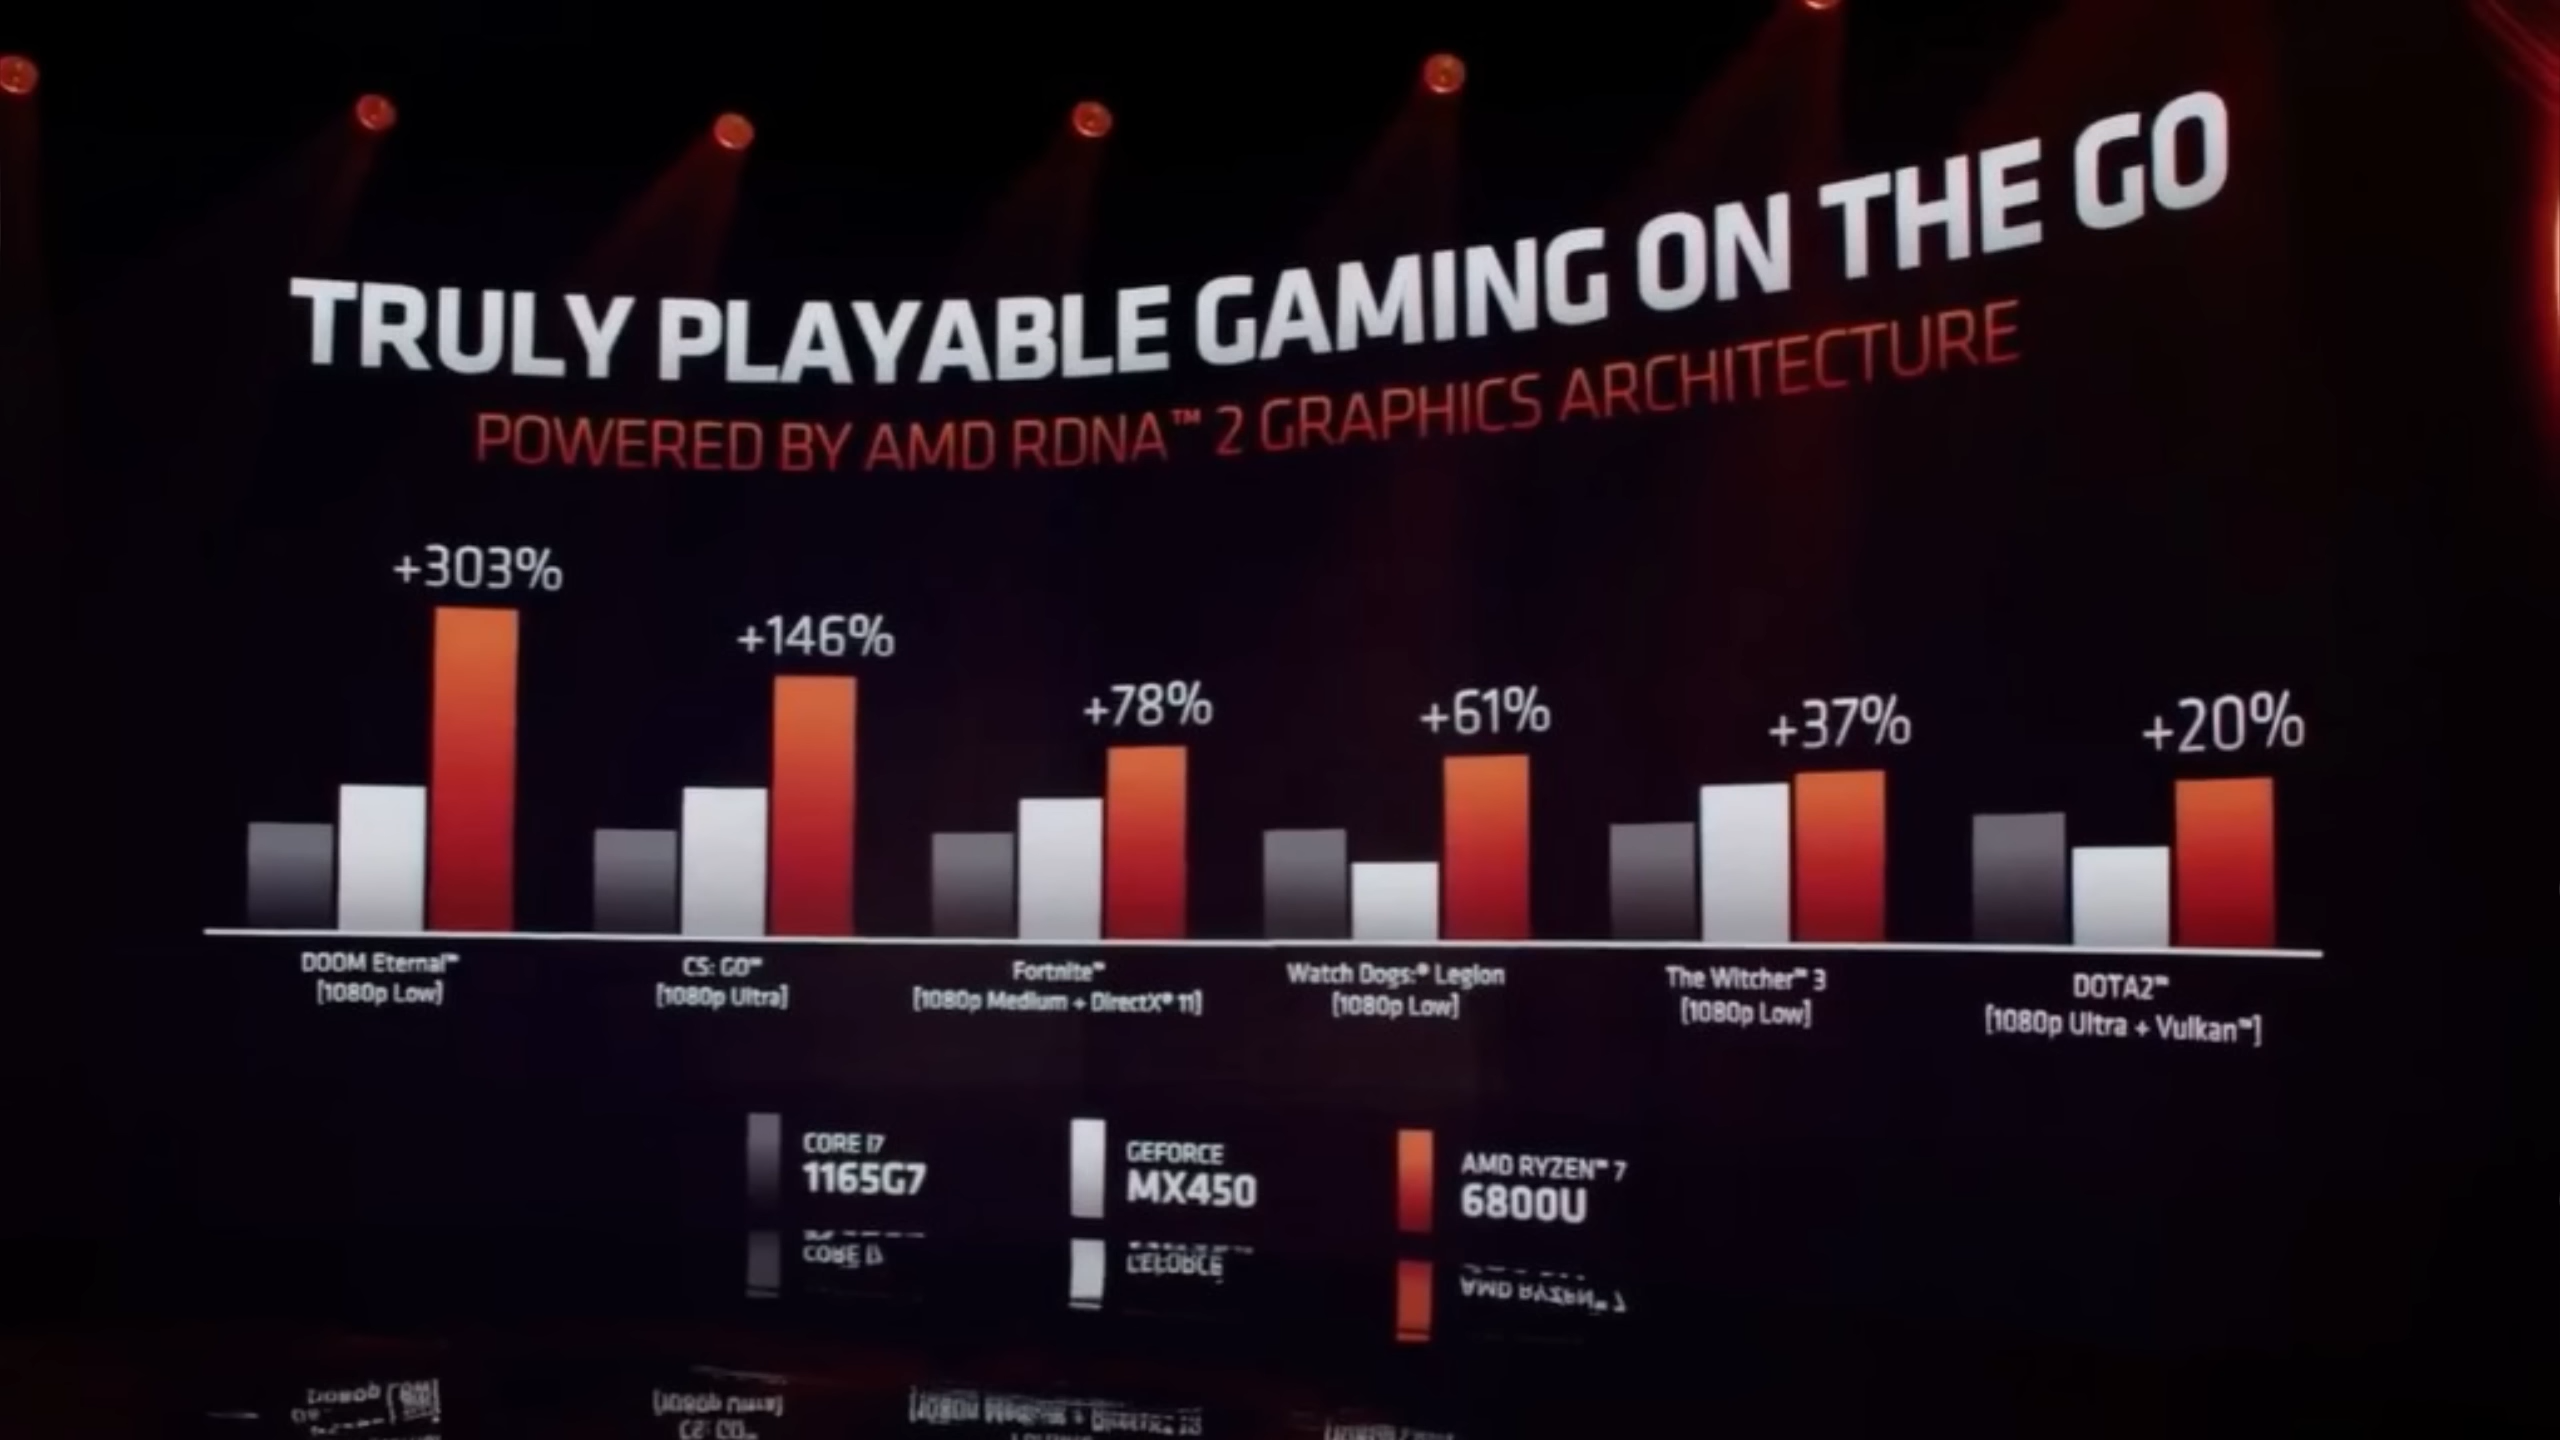 TRULY PLAYABLE GAMING ON THE GO
POWERED BY AMD RDNA™ 2 GRAPHICS ARCHITECTURE
+303%
+146%
+78%
+61%
+37%
+20%
DOOM Eternal™
[1080p Low]
CS: GO™
[1080p Ultra]
Fortnite™
[1080p Medium + DirectX® 11]
Watch Dogs:® Legion
[1080p Low]
The Witcher™ 3
[1080p Low]
DOTA2™
[1080p Ultra + Vulkan™]
CORE i7
1165G7
GEFORCE
MX450
AMD RYZEN™ 7
6800U